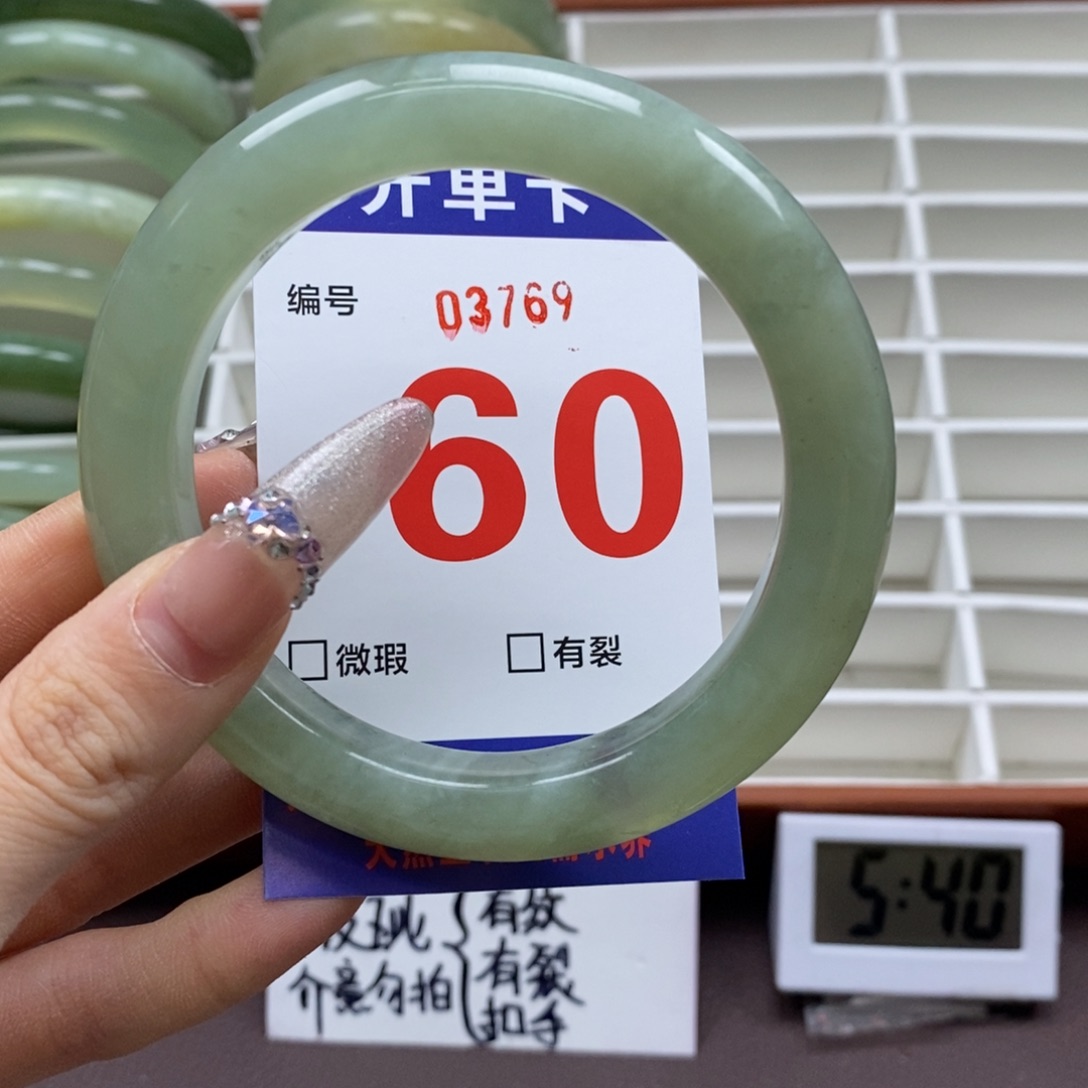 开单卡
编号 03769
60
微瑕 有裂
有纹
介意勿拍 有裂
扣手
5:40